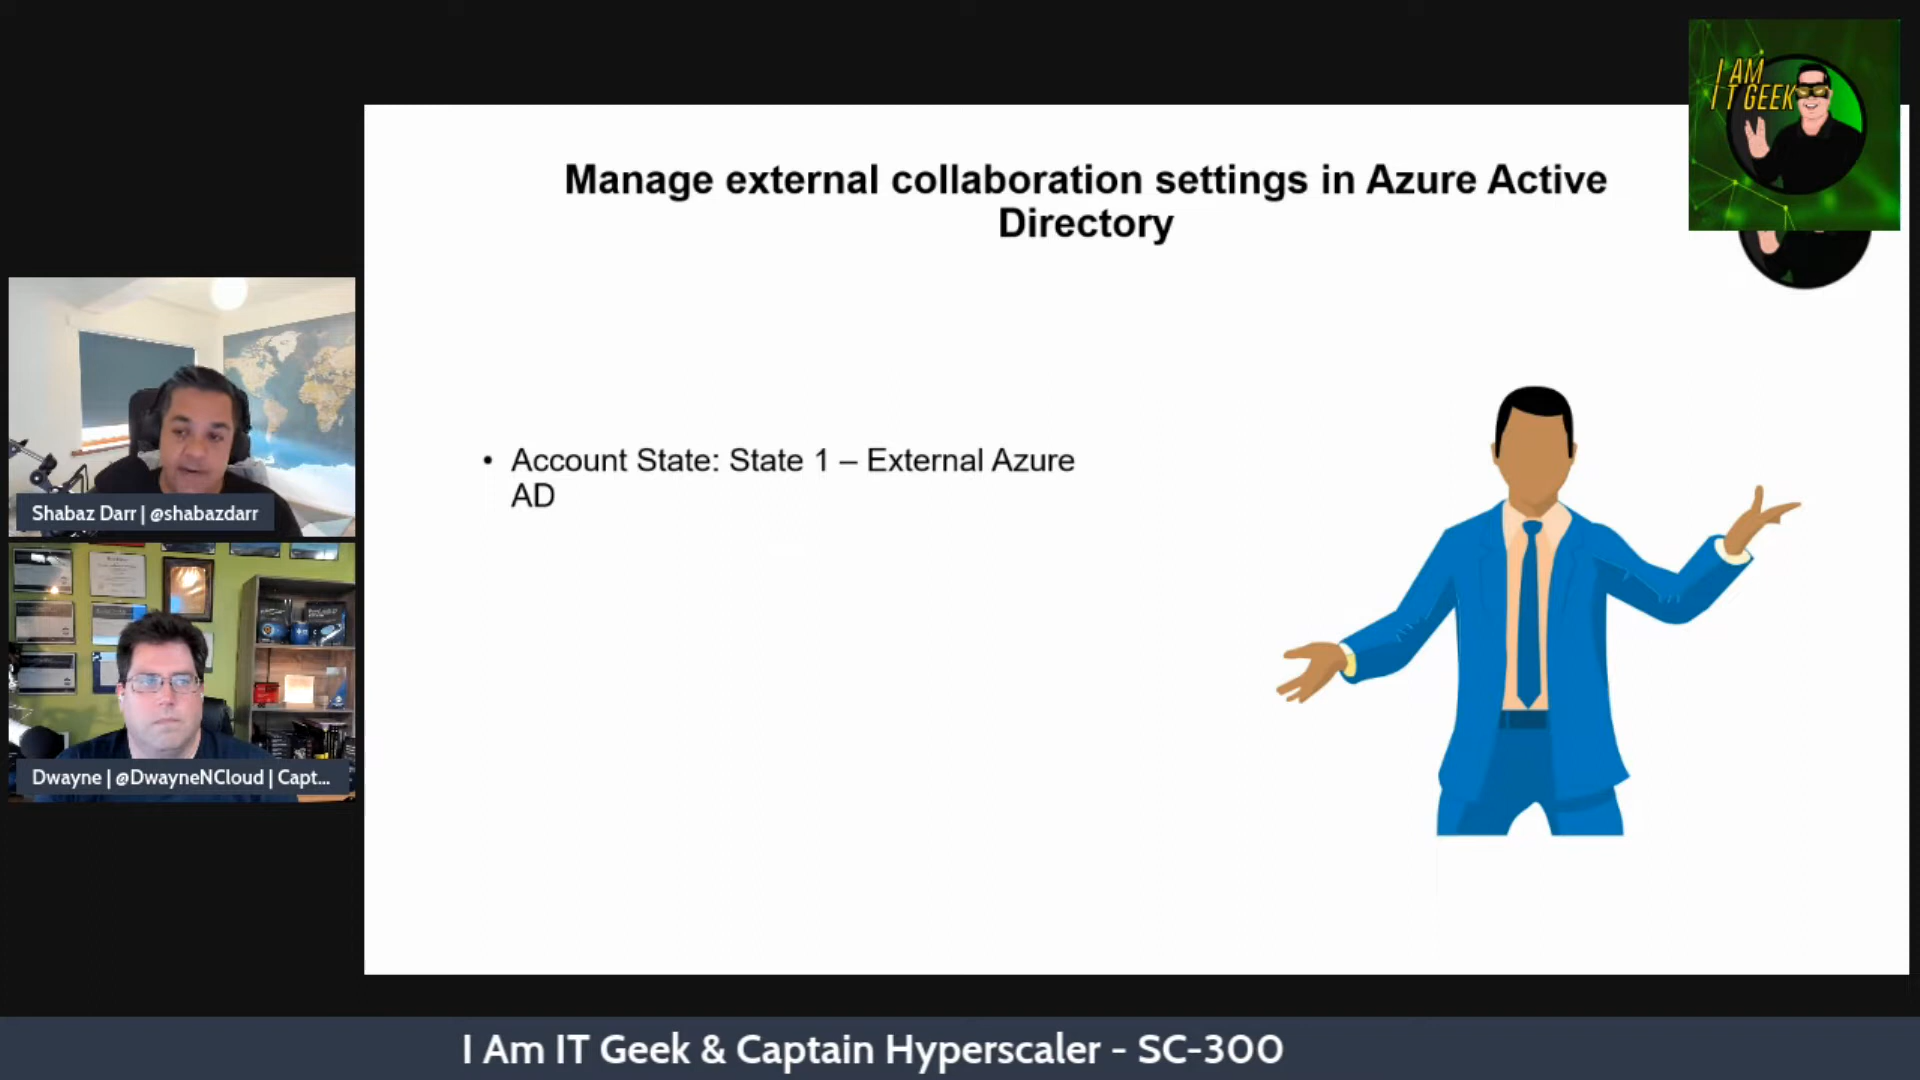 I AM
IT GEEK
Manage external collaboration settings in Azure Active
Directory
• Account State: State 1 – External Azure
AD
Shabaz Darr | @shabazdarr
Dwayne | @DwayneNCloud | Capt...
I Am IT Geek & Captain Hyperscaler - SC-300